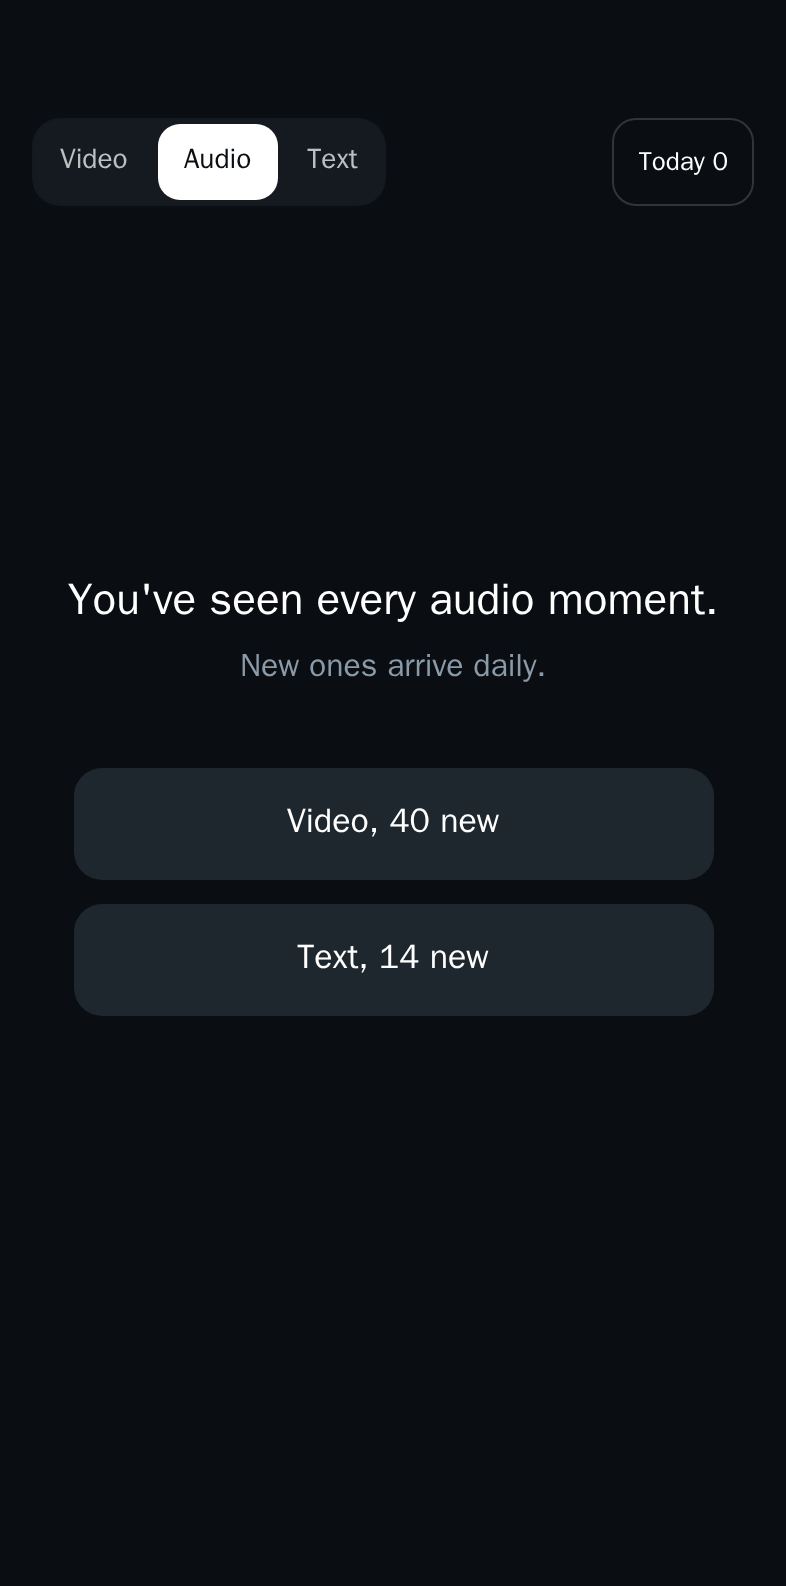 Video Audio Text Today 0
You've seen every audio moment.
New ones arrive daily.
Video, 40 new
Text, 14 new